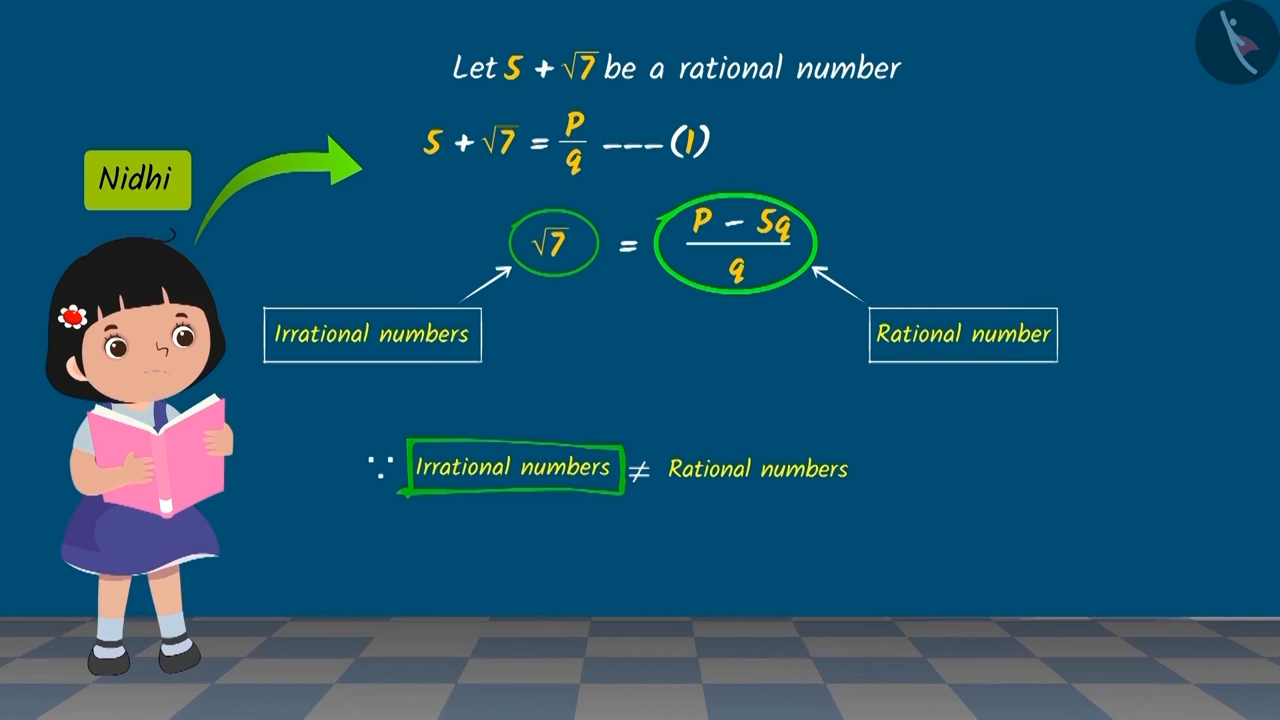 Let 5 + √7 be a rational number
5 + √7 = P/q --- (1)
Nidhi
√7 = (P - 5q)/q
Irrational numbers
Rational number
∵ Irrational numbers ≠ Rational numbers